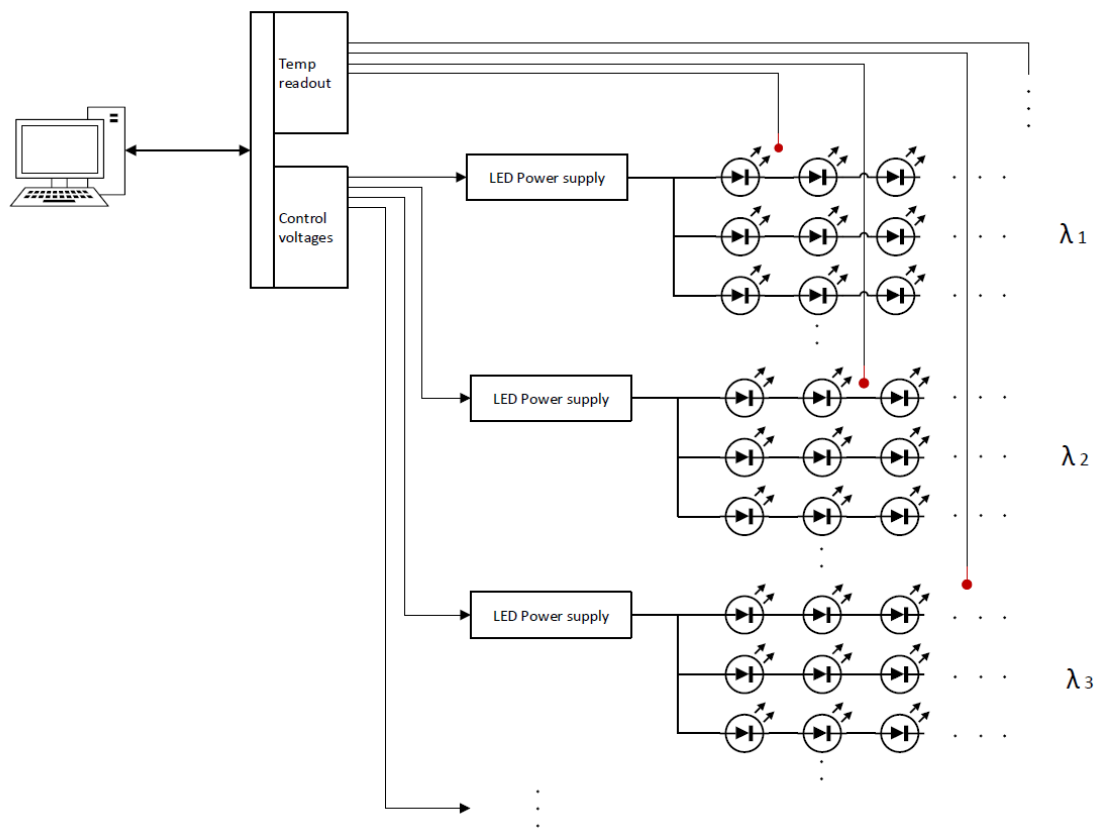 Temp
readout
LED Power supply
Control
voltages
λ 1
LED Power supply
λ 2
LED Power supply
λ 3